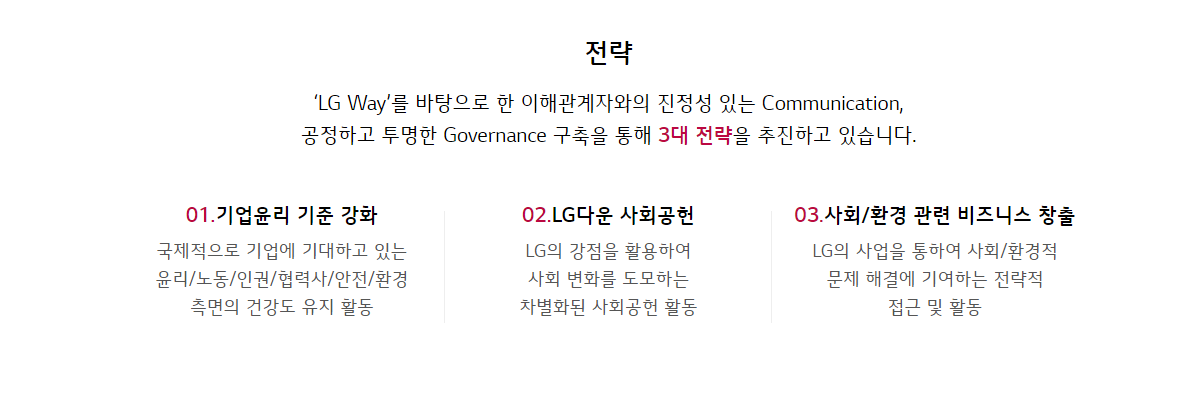 전략
‘LG Way’를 바탕으로 한 이해관계자와의 진정성 있는 Communication,
공정하고 투명한 Governance 구축을 통해 3대 전략을 추진하고 있습니다.
01.기업윤리 기준 강화
국제적으로 기업에 기대하고 있는
윤리/노동/인권/협력사/안전/환경
측면의 건강도 유지 활동
02.LG다운 사회공헌
LG의 강점을 활용하여
사회 변화를 도모하는
차별화된 사회공헌 활동
03.사회/환경 관련 비즈니스 창출
LG의 사업을 통하여 사회/환경적
문제 해결에 기여하는 전략적
접근 및 활동